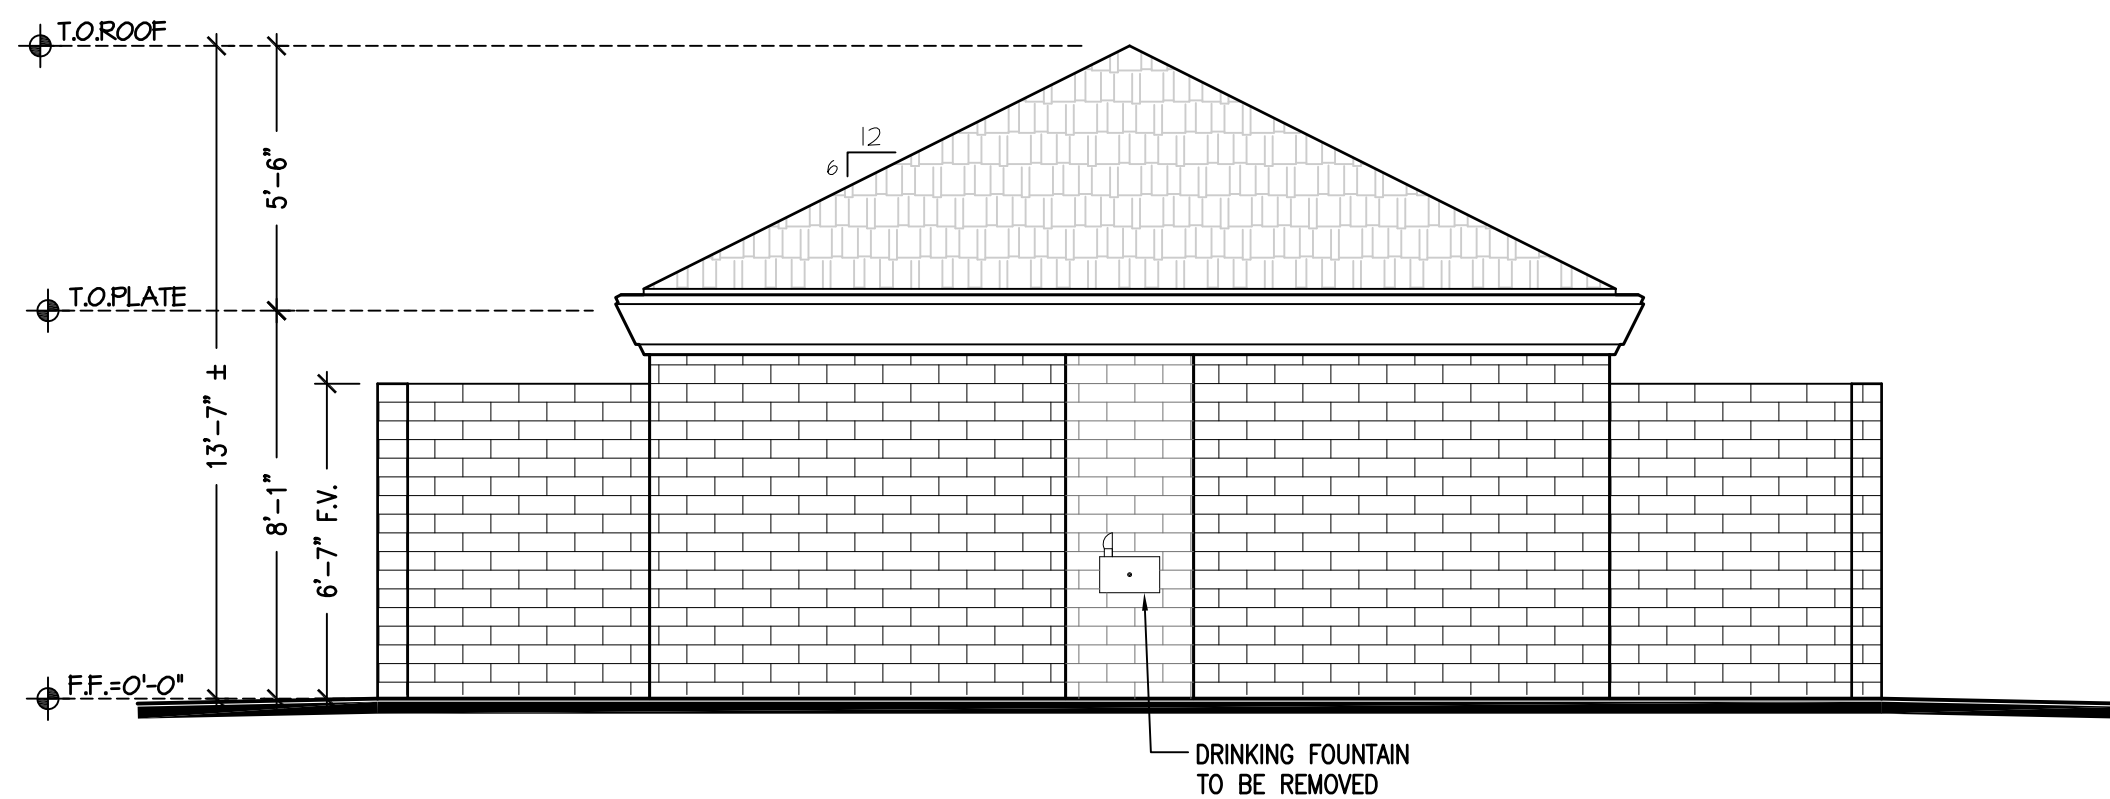 T.O.ROOF
12
6
5'-6"
T.O.PLATE
13'-7" ±
8'-1"
6'-7" F.V.
F.F.=0'-0"
DRINKING FOUNTAIN
TO BE REMOVED